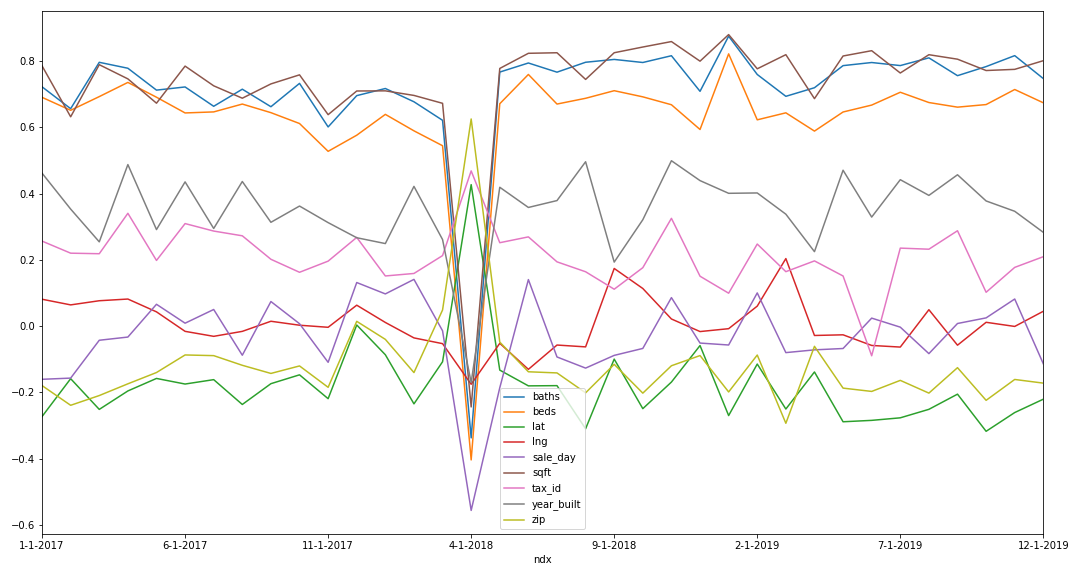 0.8
0.6
0.4
0.2
0.0
−0.2
−0.4
−0.6
baths
beds
lat
lng
sale_day
sqft
tax_id
year_built
zip
1-1-2017 6-1-2017 11-1-2017 4-1-2018 9-1-2018 2-1-2019 7-1-2019 12-1-2019
ndx